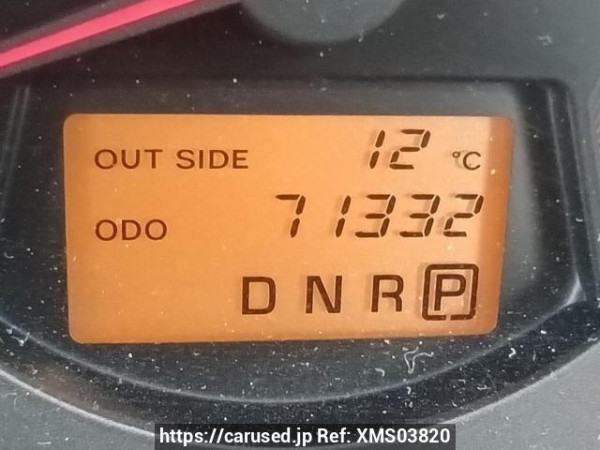 OUT SIDE 12 °C
ODO 71332
D N R P
https://carused.jp Ref: XMS03820